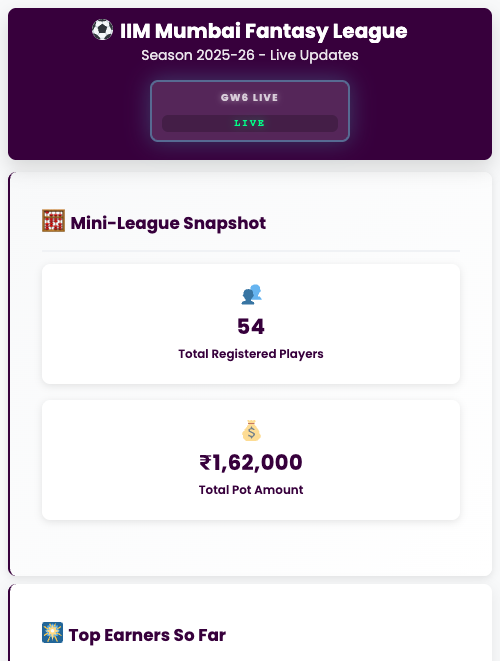 IIM Mumbai Fantasy League
Season 2025-26 - Live Updates
GW6 LIVE
LIVE
Mini-League Snapshot
54
Total Registered Players
₹1,62,000
Total Pot Amount
Top Earners So Far